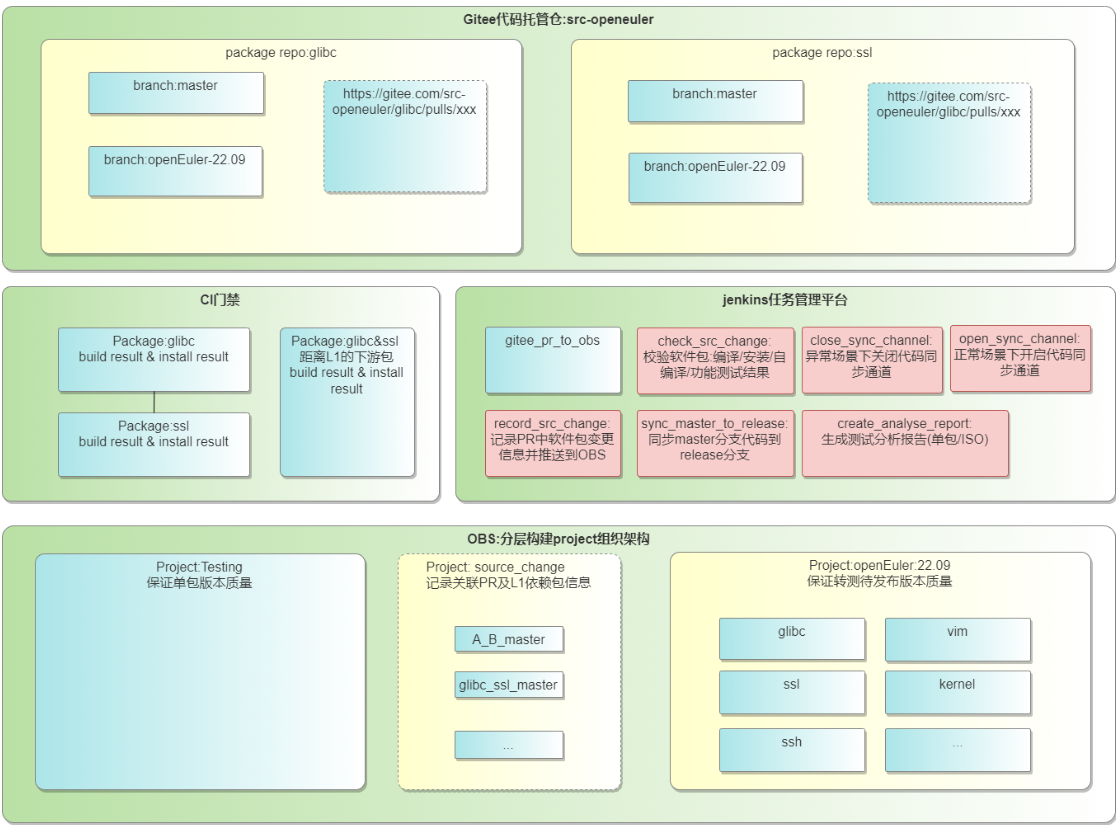 Gitee代码托管仓:src-openeuler
package repo:glibc
branch:master
branch:openEuler-22.09
https://gitee.com/src-
openeuler/glibc/pulls/xxx
package repo:ssl
branch:master
branch:openEuler-22.09
https://gitee.com/src-
openeuler/glibc/pulls/xxx
CI门禁
Package:glibc
build result & install result
Package:ssl
build result & install result
Package:glibc&ssl
距离L1的下游包
build result & install
result
jenkins任务管理平台
gitee_pr_to_obs
check_src_change:
校验软件包:编译/安装/自
编译/功能测试结果
close_sync_channel:
异常场景下关闭代码同
步通道
open_sync_channel:
正常场景下开启代码同
步通道
record_src_change:
记录PR中软件包变更
信息并推送到OBS
sync_master_to_release:
同步master分支代码到
release分支
create_analyse_report:
生成测试分析报告(单包/ISO)
OBS:分层构建project组织架构
Project:Testing
保证单包版本质量
Project: source_change
记录关联PR及L1依赖包信息
A_B_master
glibc_ssl_master
...
Project:openEuler:22.09
保证转测待发布版本质量
glibc
vim
ssl
kernel
ssh
...